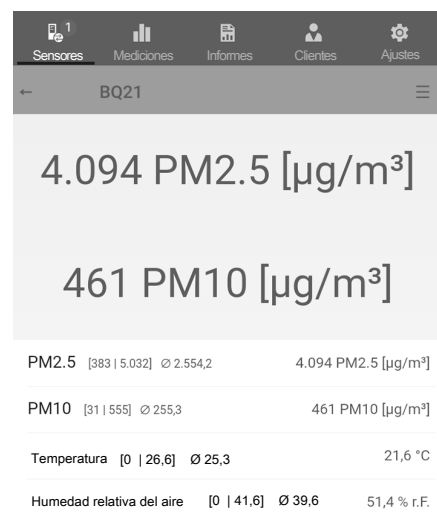 1
Sensores Mediciones Informes Clientes Ajustes
← BQ21
4.094 PM2.5 [µg/m³]
461 PM10 [µg/m³]
PM2.5 [383 | 5.032] Ø 2.554,2 4.094 PM2.5 [µg/m³]
PM10 [31 | 555] Ø 255,3 461 PM10 [µg/m³]
Temperatura [0 | 26,6] Ø 25,3 21,6 °C
Humedad relativa del aire [0 | 41,6] Ø 39,6 51,4 % r.F.